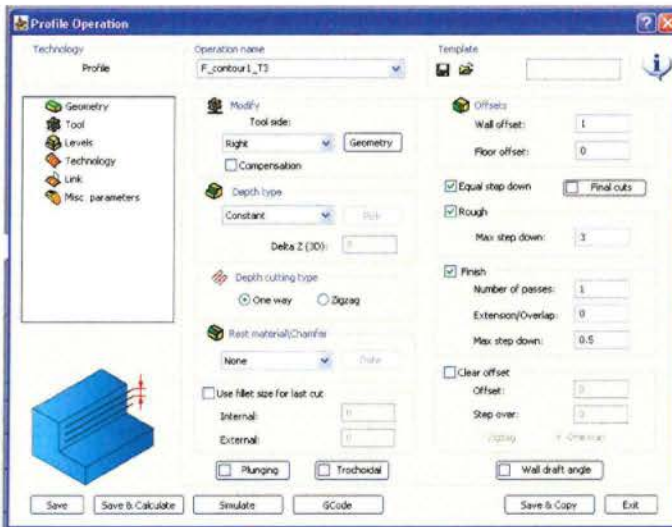 Profile Operation
Technology
Profile
Operation name
F_contour1_T3
Template
Geometry
Tool
Levels
Technology
Link
Misc. parameters
Modify
Tool side:
Right
Geometry
Compensation
Depth type
Constant
Pick
Delta Z (3D):
0
Depth cutting type
One way
Zigzag
Rest material/Chamfer
None
Data
Use fillet size for last cut
Internal:
0
External:
0
Plunging
Trochoidal
Offsets
Wall offset:
1
Floor offset:
0
Equal step down
Final cuts
Rough
Max step down:
3
Finish
Number of passes:
1
Extension/Overlap:
0
Max step down:
0.5
Clear offset
Offset:
0
Step over:
0
Zigzag
One way
Wall draft angle
Save
Save & Calculate
Simulate
GCode
Save & Copy
Exit